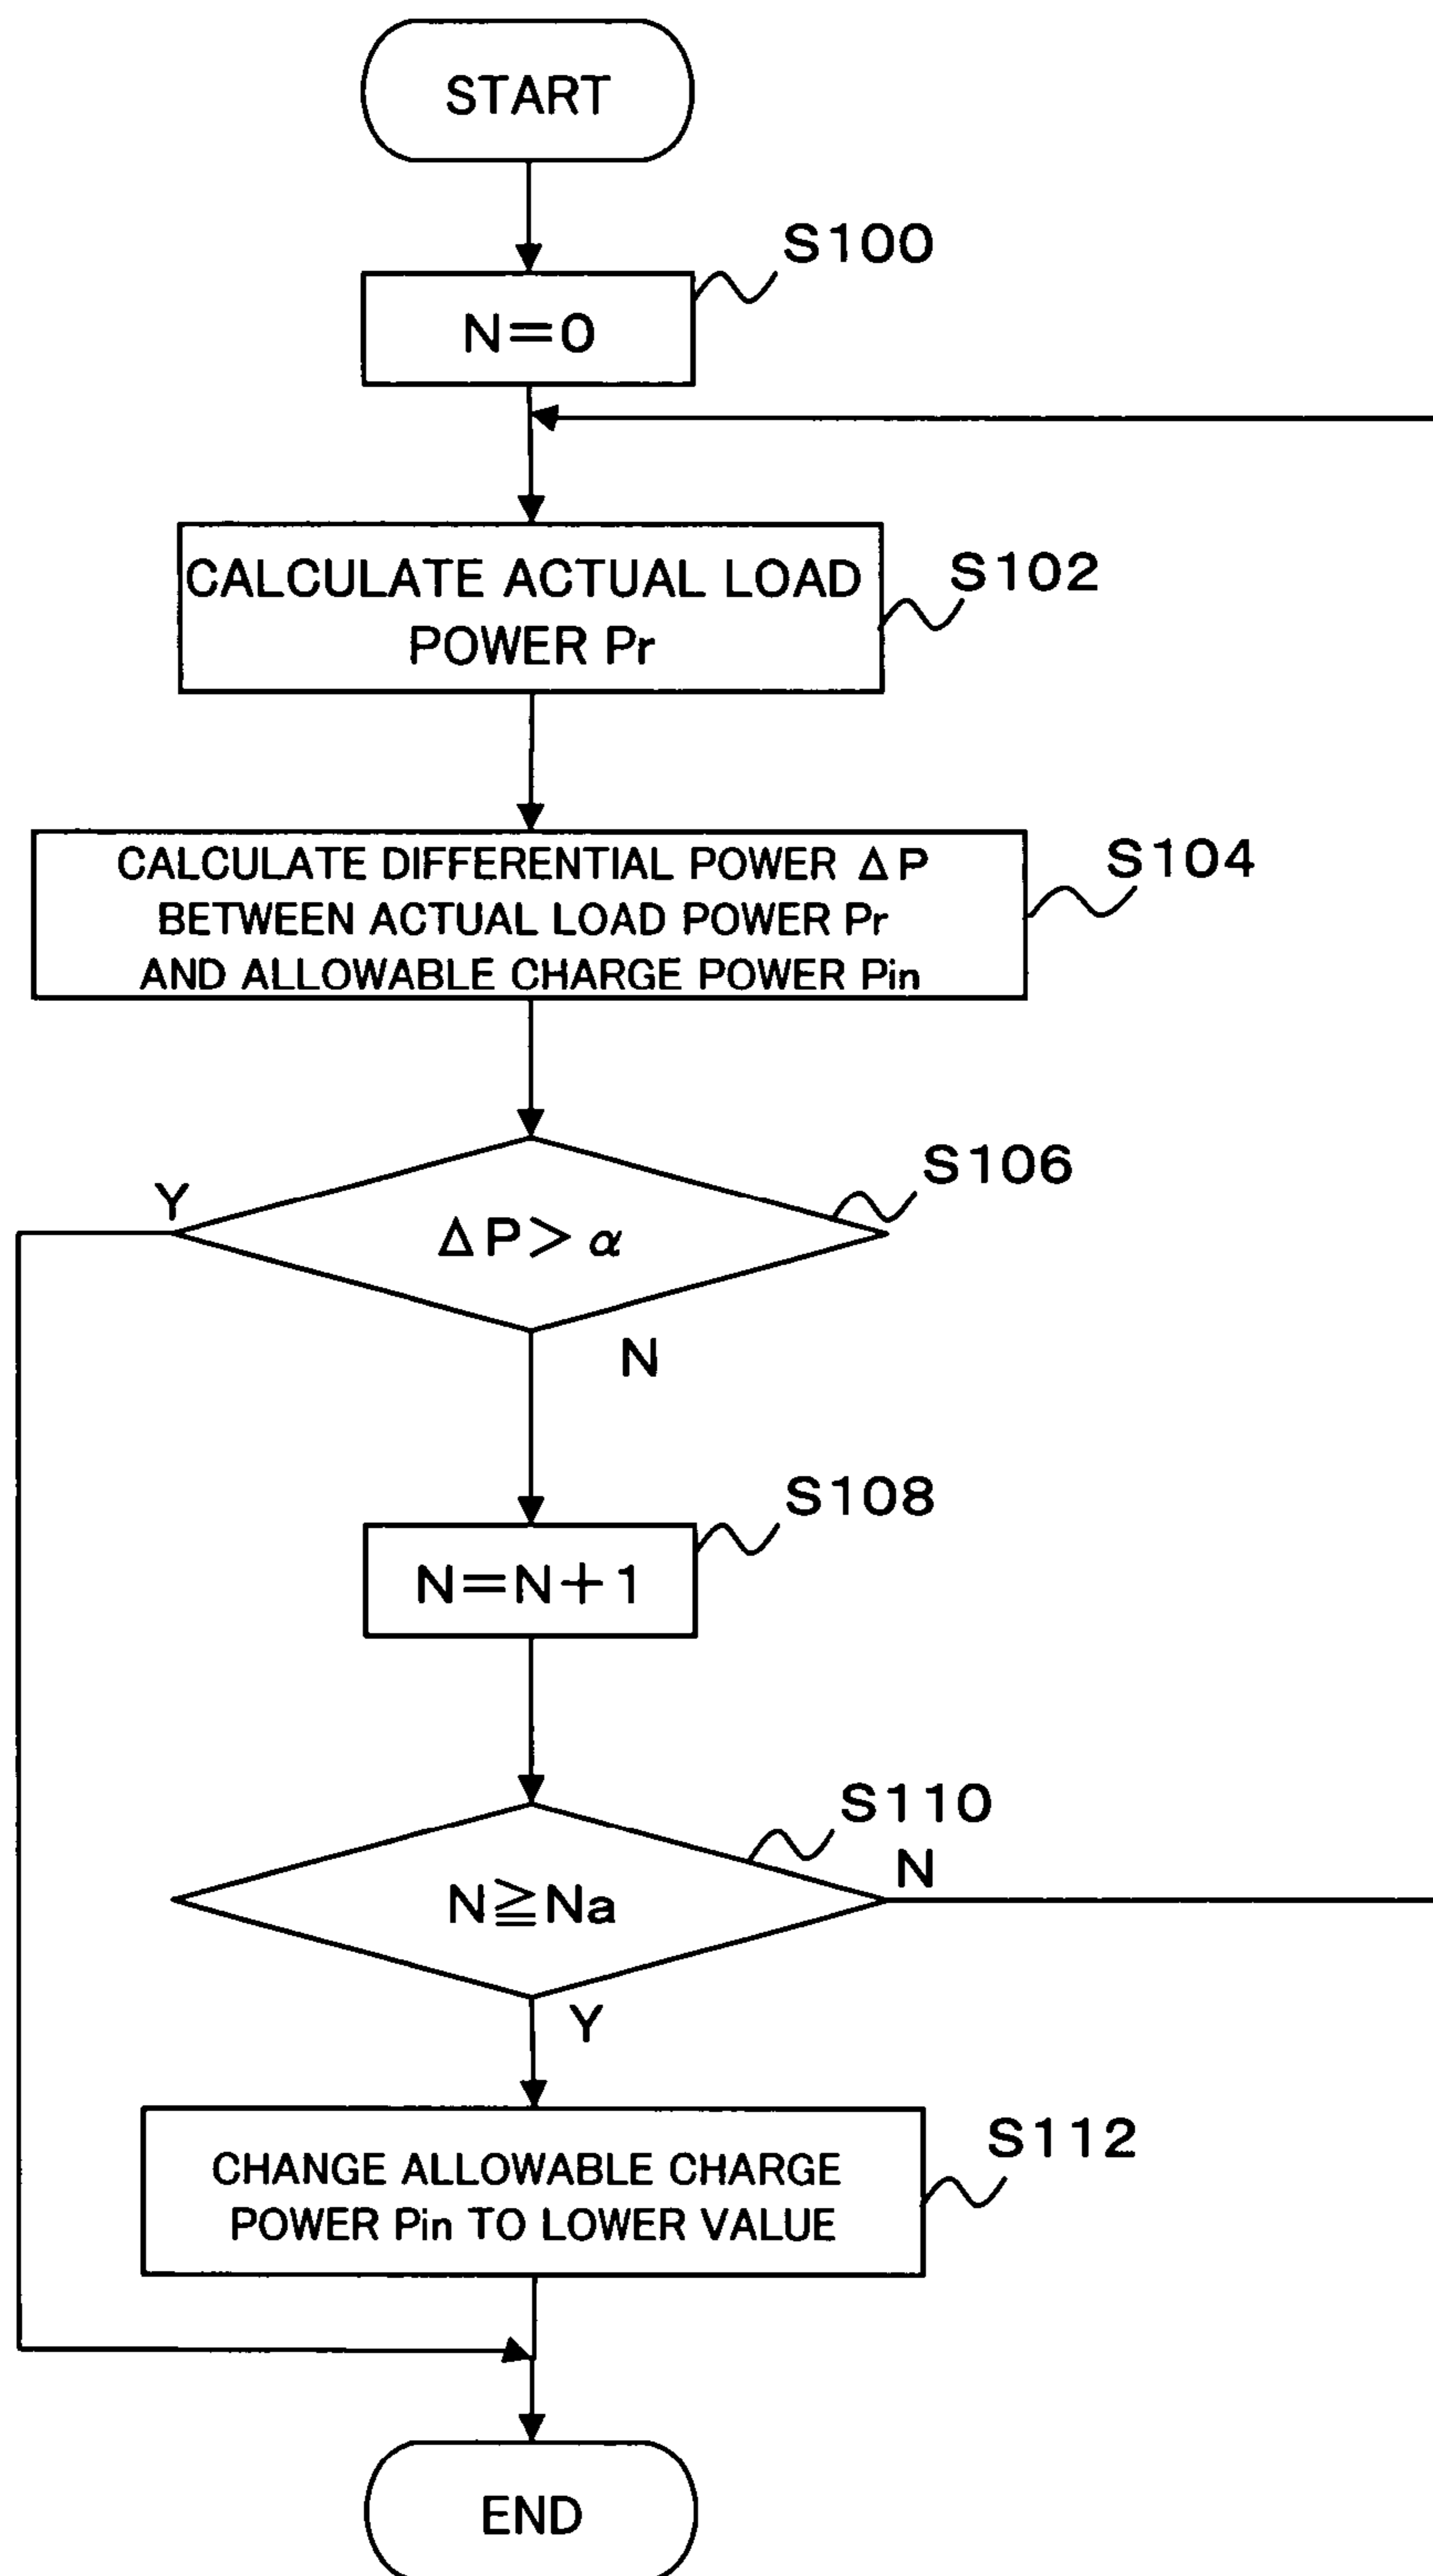 START
S100
N=0
CALCULATE ACTUAL LOAD
POWER Pr
S102
CALCULATE DIFFERENTIAL POWER ΔP
BETWEEN ACTUAL LOAD POWER Pr
AND ALLOWABLE CHARGE POWER Pin
S104
S106
Y
ΔP>α
N
S108
N=N+1
S110
N
N≧Na
Y
S112
CHANGE ALLOWABLE CHARGE
POWER Pin TO LOWER VALUE
END